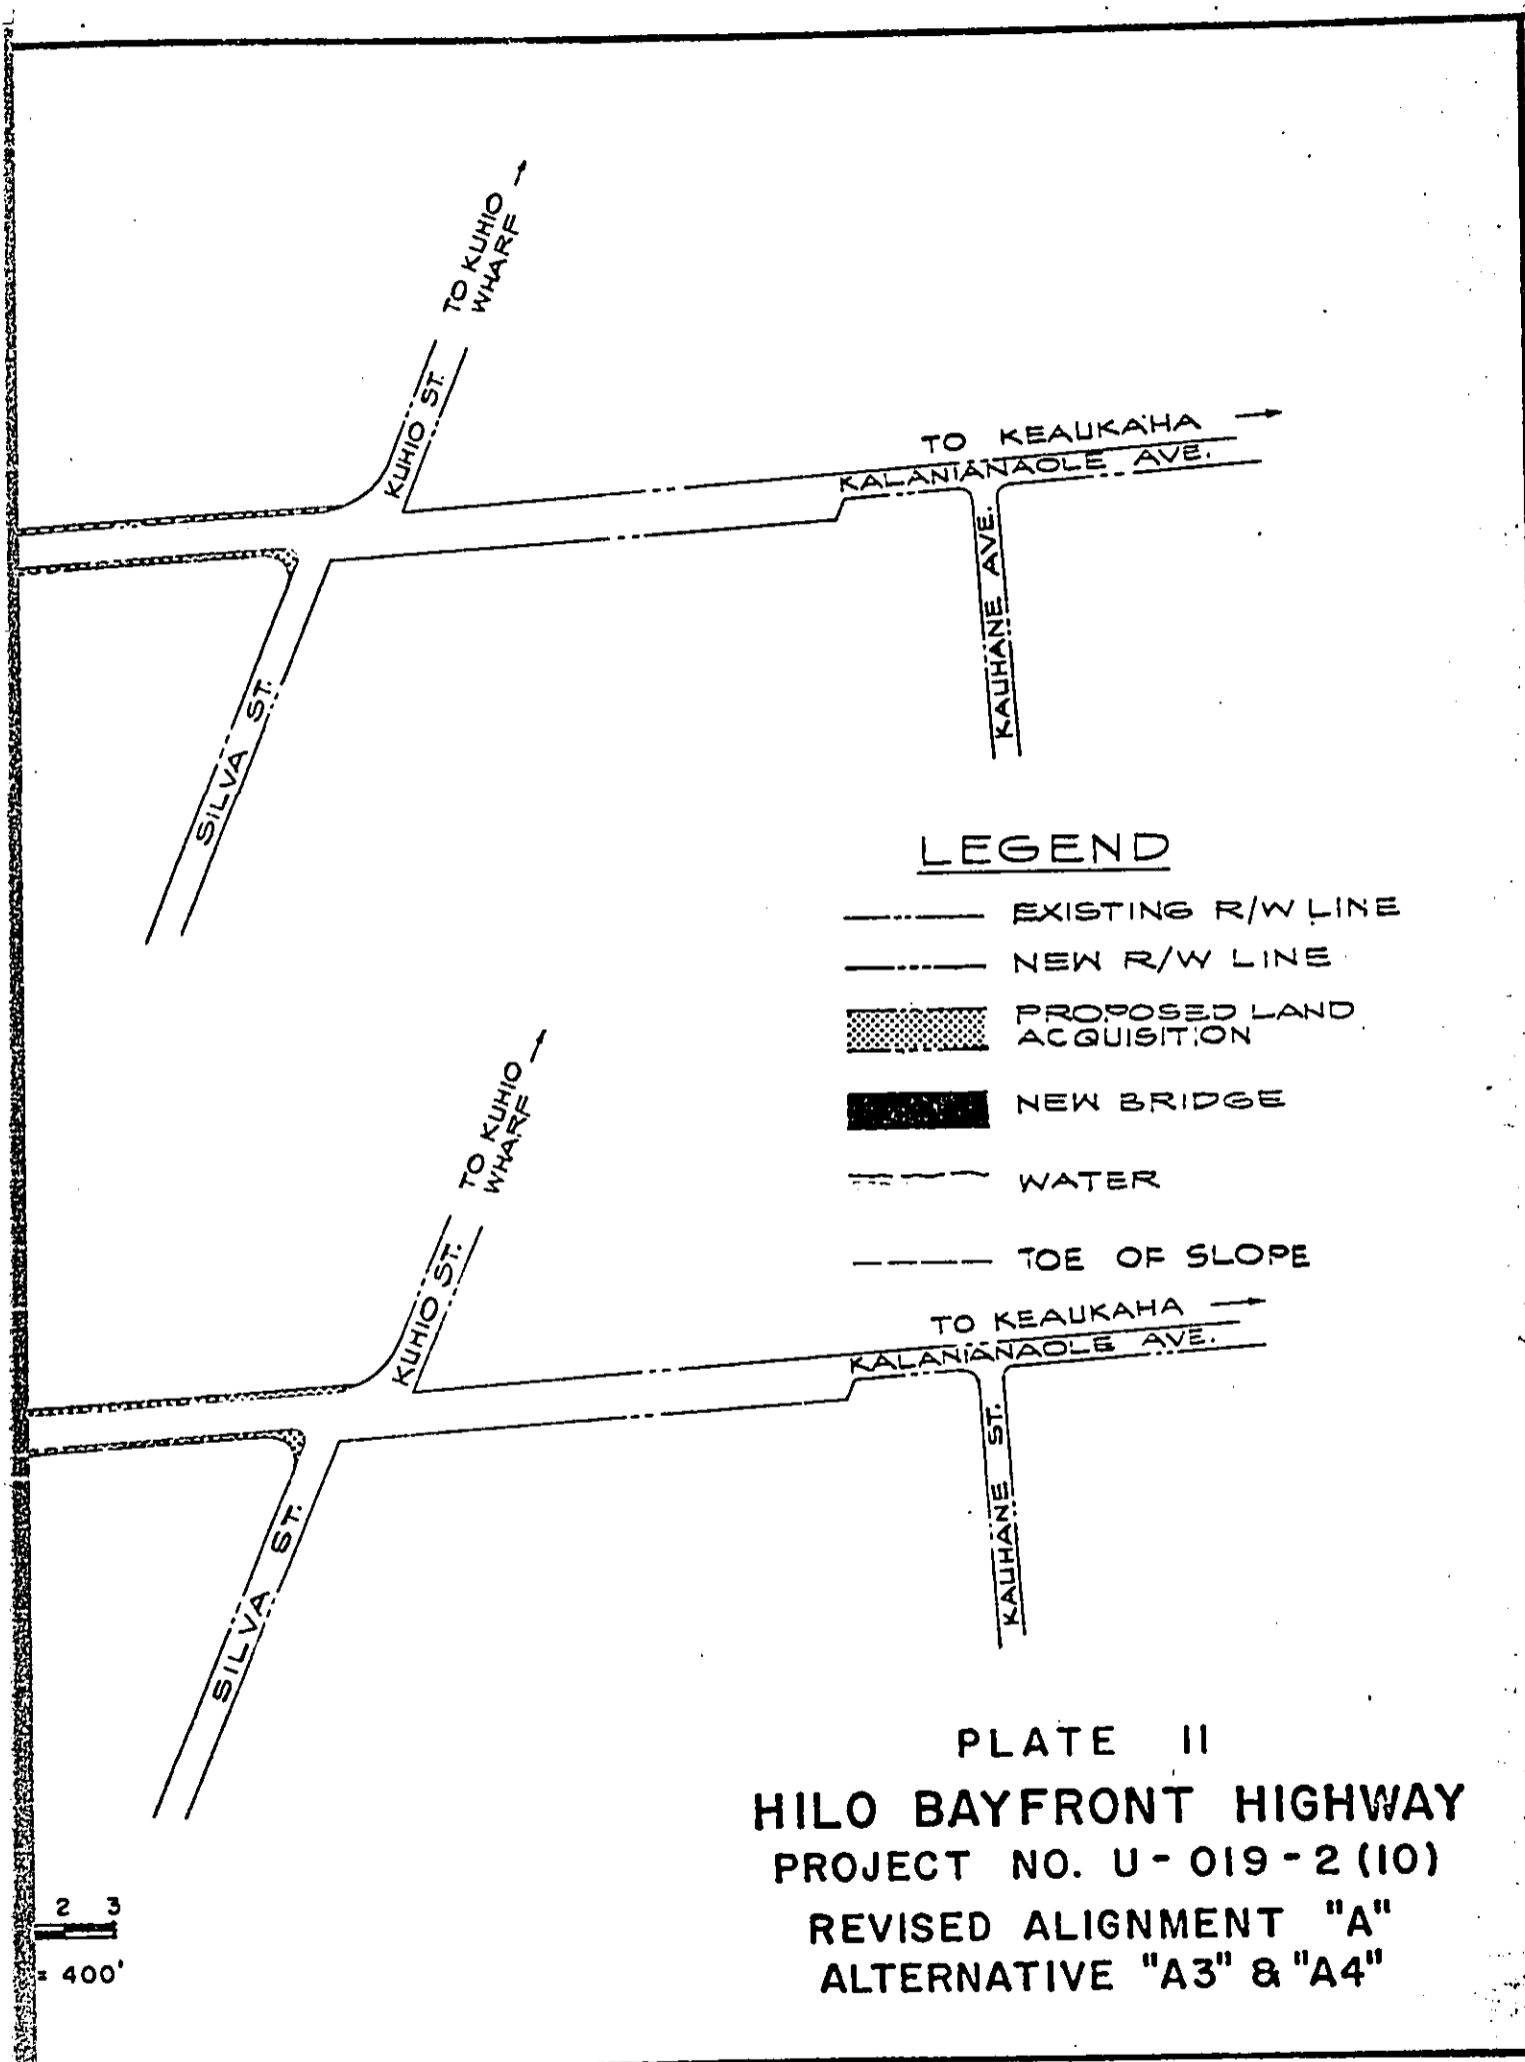 TO KUHIO
WHARF
KUHIO ST.
TO KEAUKAHA
KALANIANAOLE AVE.
KAUHANE AVE.
SILVA ST.
LEGEND
EXISTING R/W LINE
NEW R/W LINE
PROPOSED LAND
ACQUISITION
NEW BRIDGE
WATER
TOE OF SLOPE
TO KUHIO
WHARF
KUHIO ST.
TO KEAUKAHA
KALANIANAOLE AVE.
KAUHANE ST.
SILVA ST.
PLATE II
HILO BAYFRONT HIGHWAY
PROJECT NO. U-019-2(10)
REVISED ALIGNMENT "A"
ALTERNATIVE "A3" & "A4"
2 3
= 400'